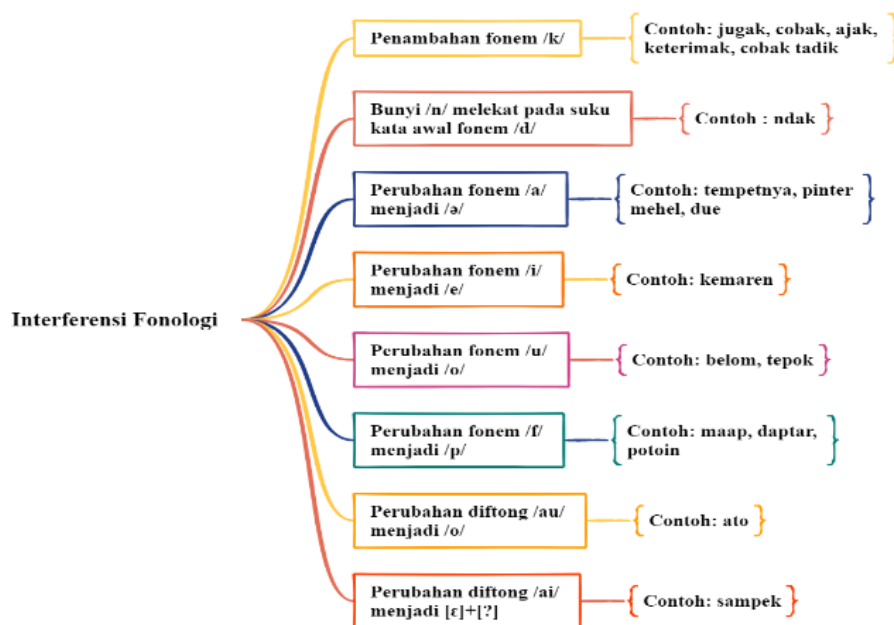 Interferensi Fonologi
Penambahan fonem /k/
Contoh: jugak, cobak, ajak,
keterimak, cobak tadik
Bunyi /n/ melekat pada suku
kata awal fonem /d/
Contoh : ndak
Perubahan fonem /a/
menjadi /ə/
Contoh: tempetnya, pinter
mehel, due
Perubahan fonem /i/
menjadi /e/
Contoh: kemaren
Perubahan fonem /u/
menjadi /o/
Contoh: belom, tepok
Perubahan fonem /f/
menjadi /p/
Contoh: maap, daptar,
potoin
Perubahan diftong /au/
menjadi /o/
Contoh: ato
Perubahan diftong /ai/
menjadi [ɛ]+[?]
Contoh: sampek